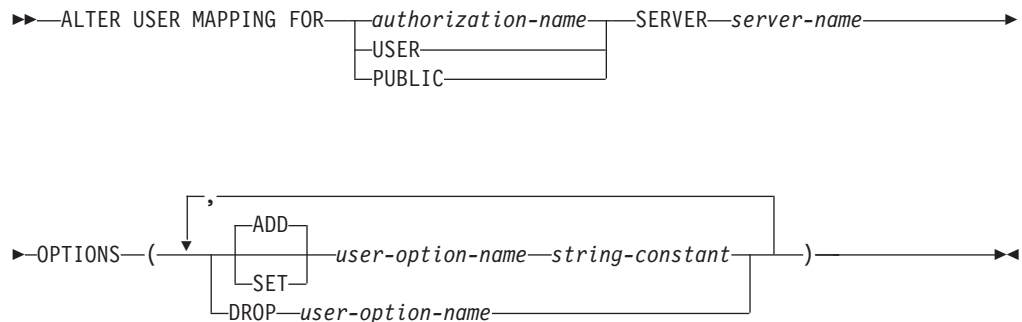 ALTER USER MAPPING FOR authorization-name SERVER server-name
USER
PUBLIC
,
ADD
OPTIONS ( user-option-name string-constant )
SET
DROP user-option-name